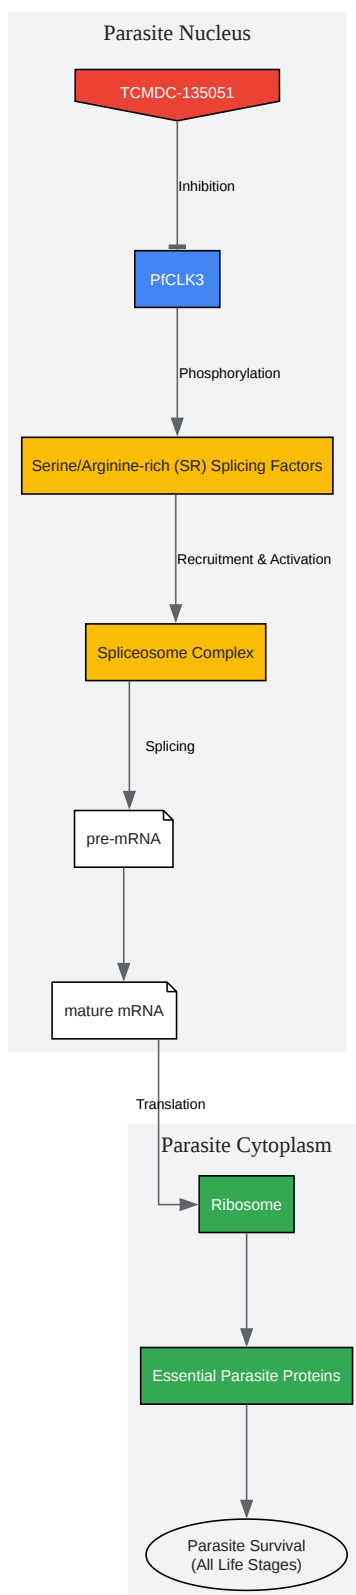 Parasite Nucleus
TCMDC-135051
Inhibition
PfCLK3
Phosphorylation
Serine/Arginine-rich (SR) Splicing Factors
Recruitment & Activation
Spliceosome Complex
Splicing
pre-mRNA
mature mRNA
Translation
Parasite Cytoplasm
Ribosome
Essential Parasite Proteins
Parasite Survival
(All Life Stages)